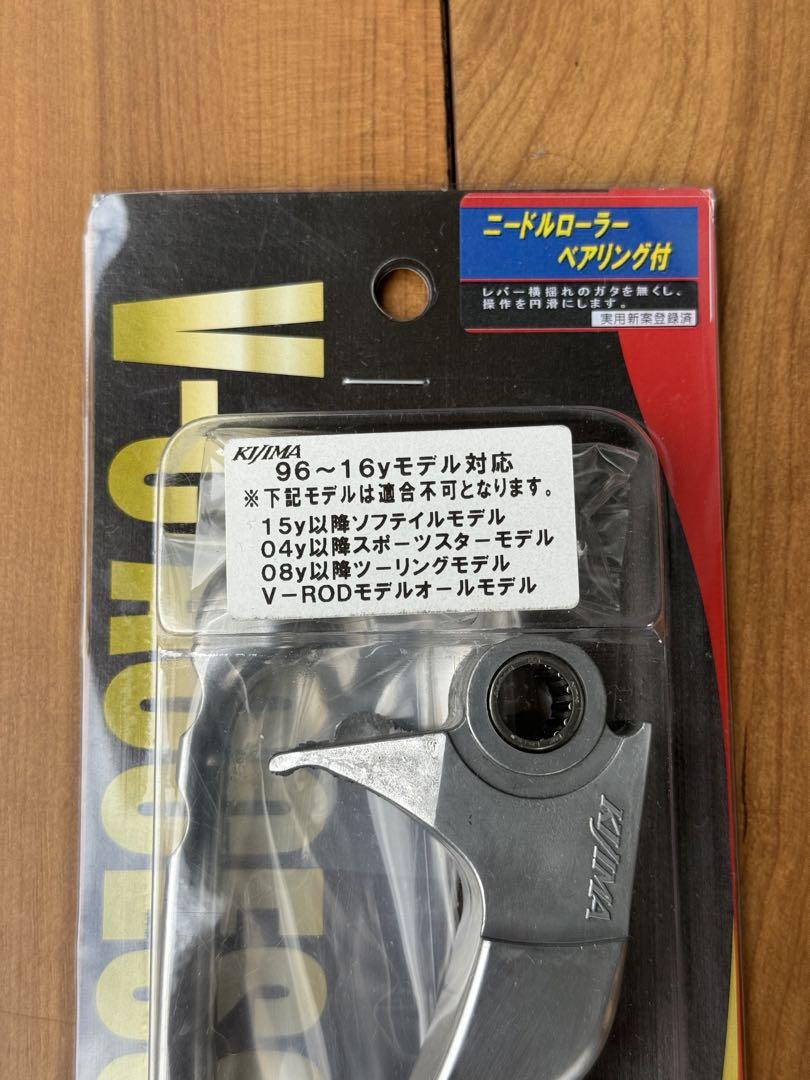 ニードルローラー
ベアリング付
レバー横揺れのガタを無くし、
操作を円滑にします。
実用新案登録済
KIJIMA
96～16yモデル対応
※下記モデルは適合不可となります。
15y以降ソフテイルモデル
04y以降スポーツスターモデル
08y以降ツーリングモデル
V－RODモデルオールモデル
KIJIMA